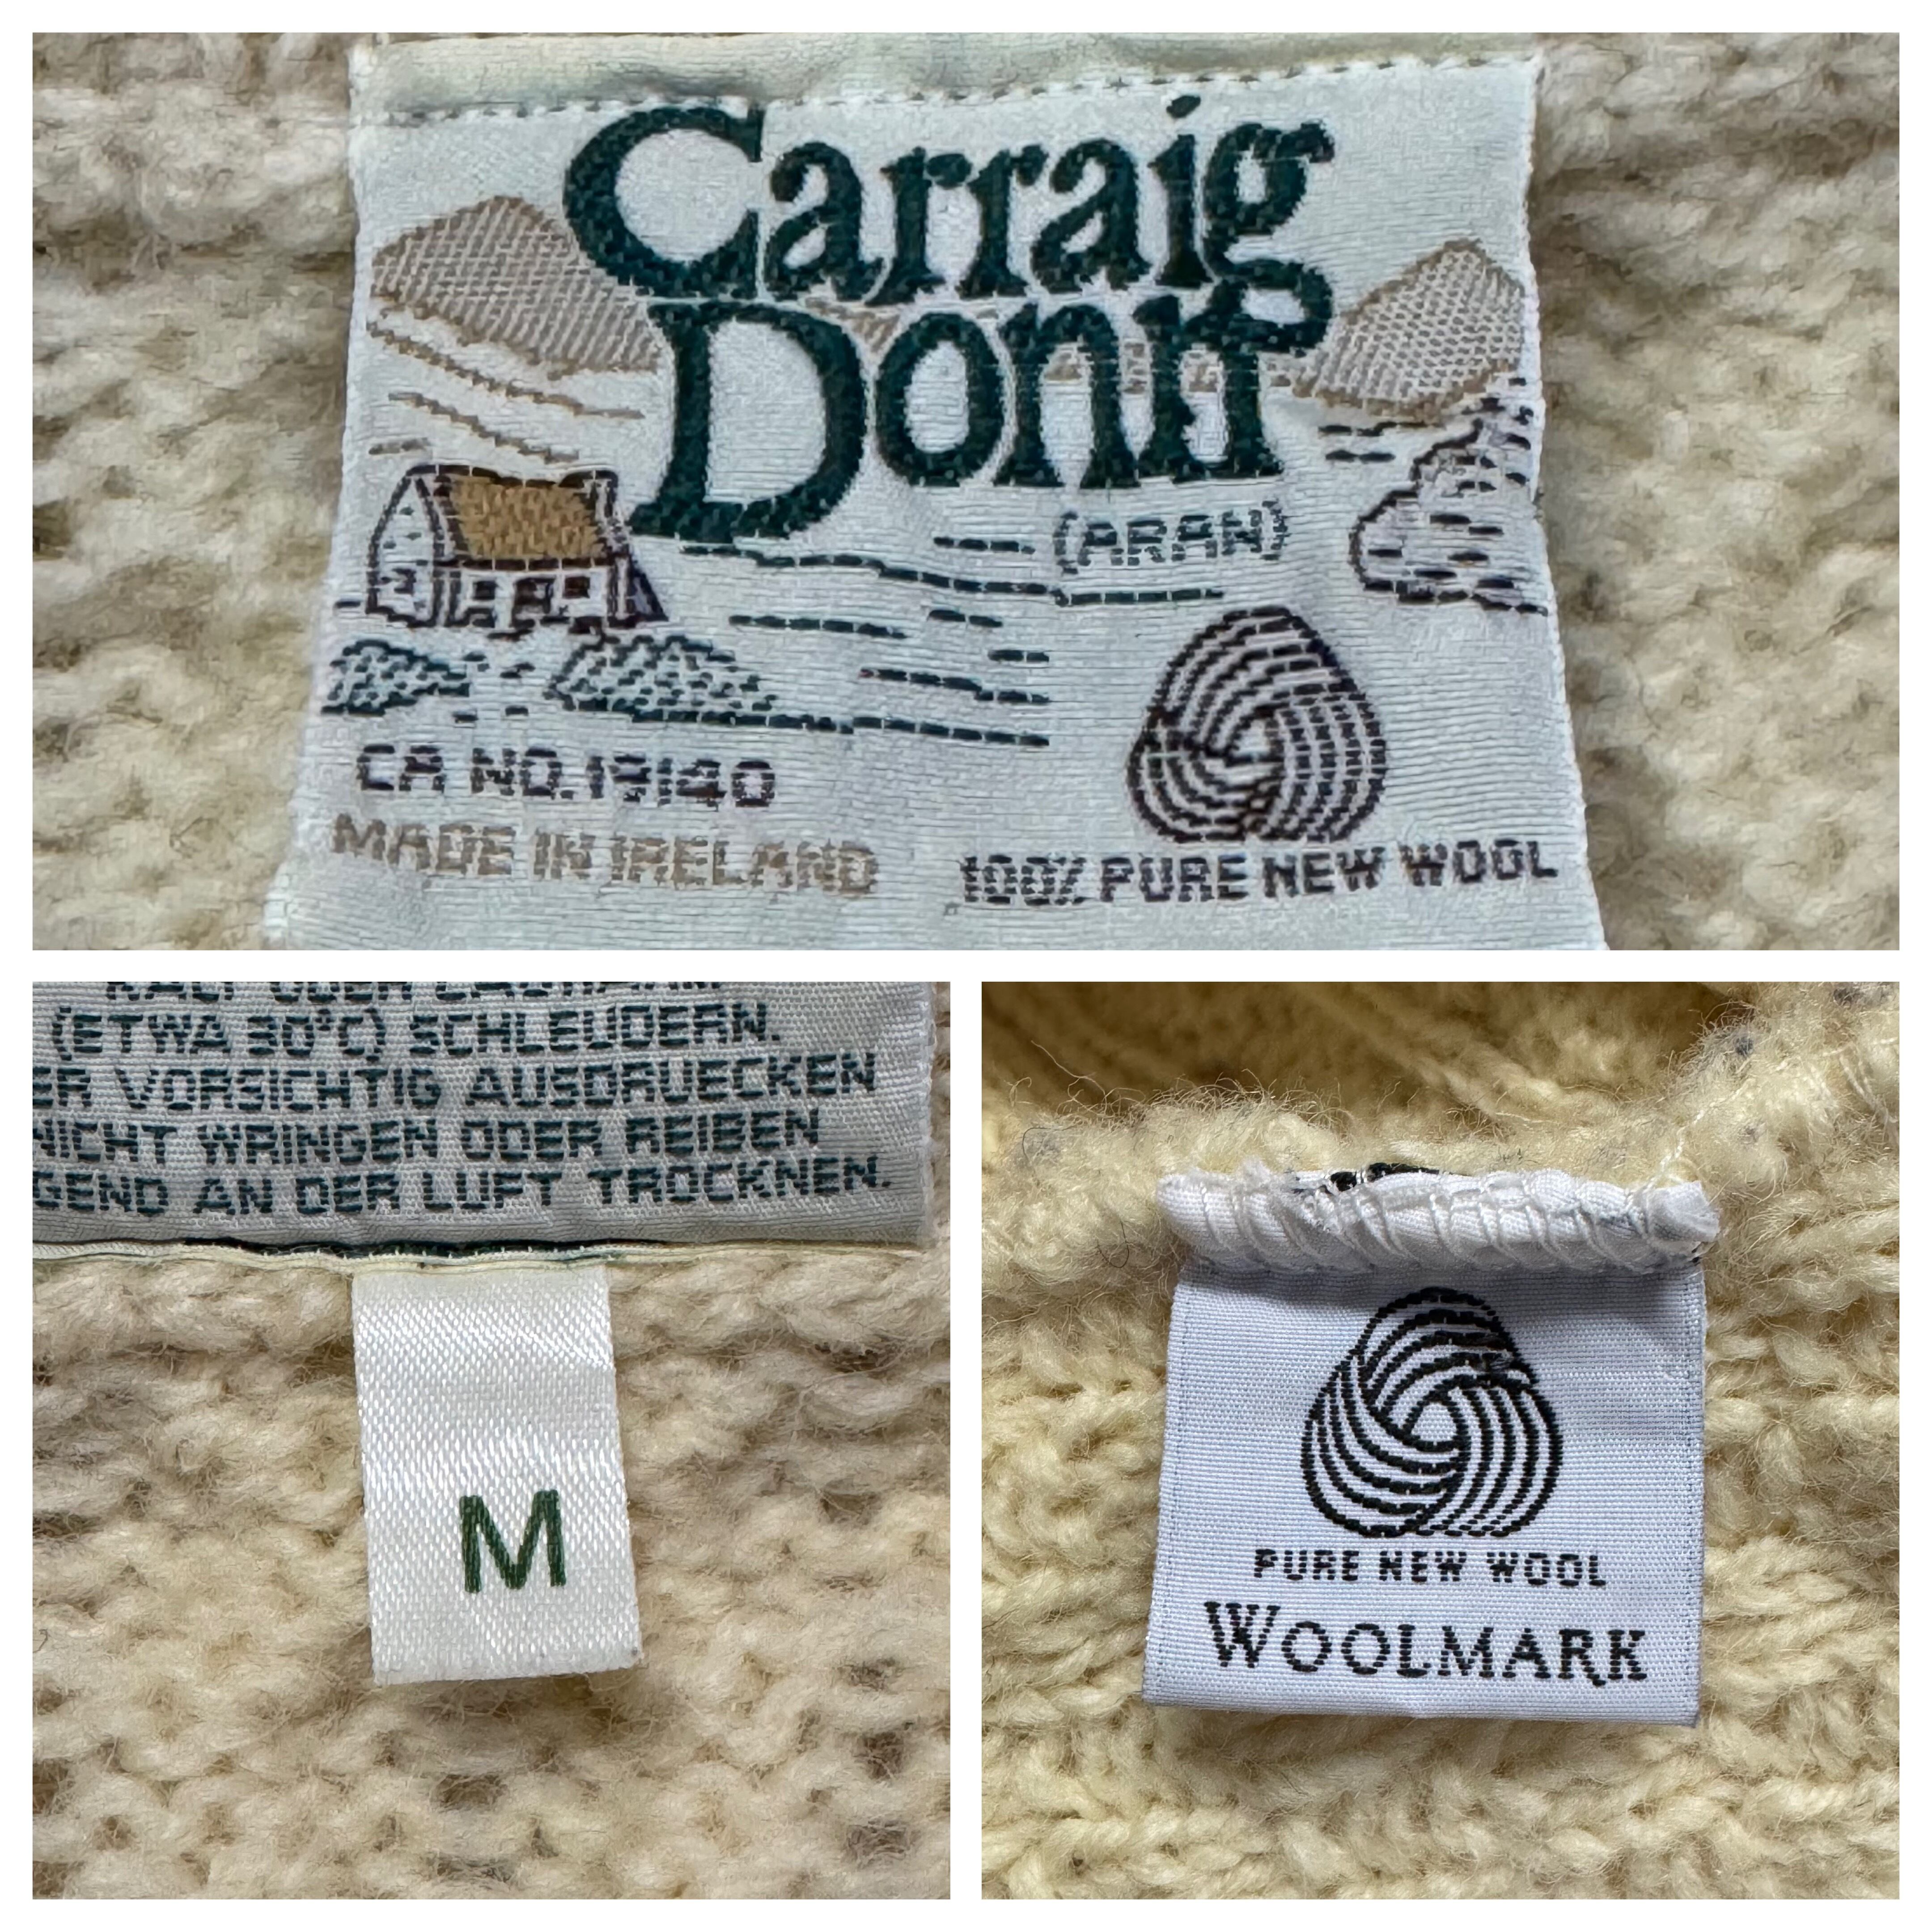 Carraig
Donn
(ARAN)
CA NO.19140
MADE IN IRELAND
100% PURE NEW WOOL
(ETWA 30°C) SCHLEUDERN.
ER VORSICHTIG AUSDRUECKEN
NICHT WRINGEN ODER REIBEN
GEND AN DER LUFT TROCKNEN.
M
PURE NEW WOOL
WOOLMARK